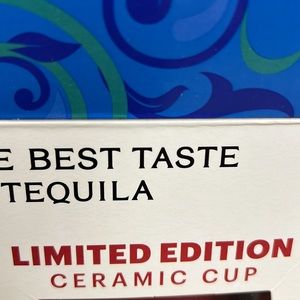 E BEST TASTE
TEQUILA
LIMITED EDITION
CERAMIC CUP